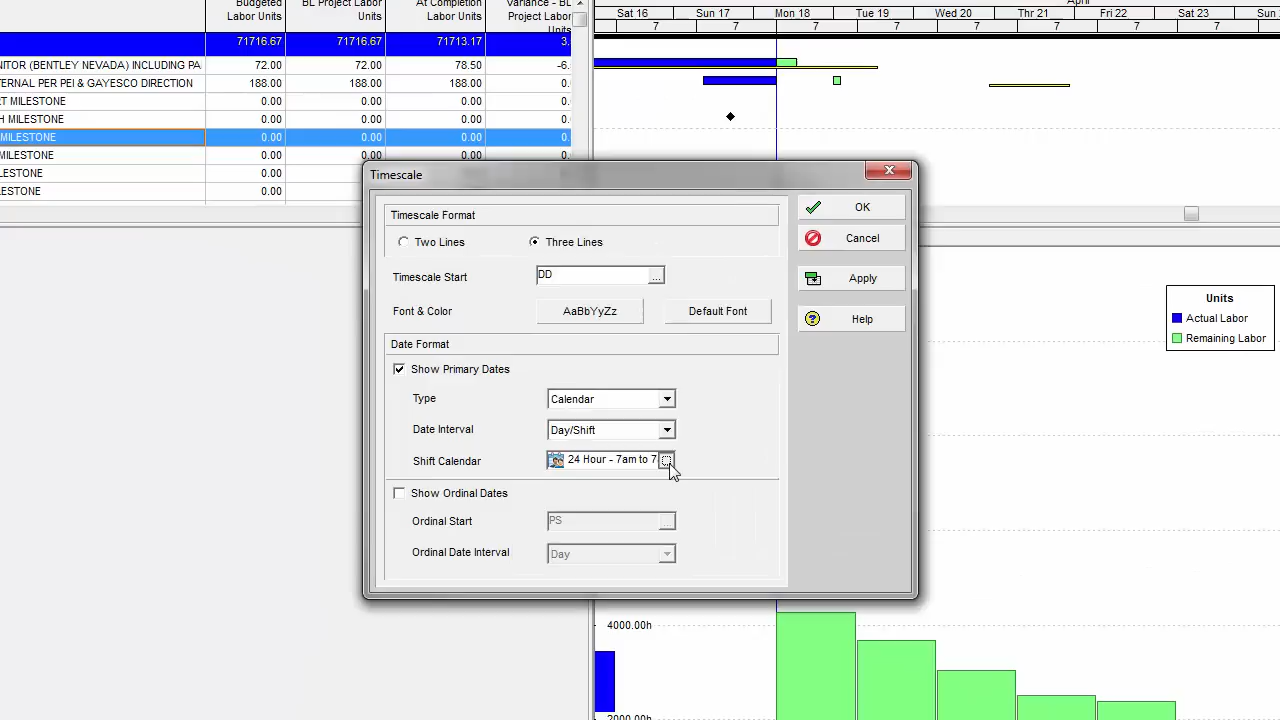 Budgeted BL Project Labor At Completion Variance - BL
Labor Units Units Labor Units Project Labor
Units
April
Sat 16 Sun 17 Mon 18 Tue 19 Wed 20 Thr 21 Fri 22 Sat 23 Sun
7 7 7 7 7 7 7 7
71716.67 71716.67 71713.17 3.
NITOR (BENTLEY NEVADA) INCLUDING PA 72.00 72.00 78.50 -6.
ERNAL PER PEI & GAYESCO DIRECTION 188.00 188.00 188.00 0.
RT MILESTONE 0.00 0.00 0.00 0.
H MILESTONE 0.00 0.00 0.00 0.
MILESTONE 0.00 0.00 0.00 0.
MILESTONE 0.00 0.00 0.00 0.
LESTONE 0.00
Timescale
Timescale Format
Two Lines Three Lines
Timescale Start DD ...
Font & Color AaBbYyZz Default Font
Date Format
Show Primary Dates
Type Calendar
Date Interval Day/Shift
Shift Calendar 24 Hour - 7am to 7 ...
Show Ordinal Dates
Ordinal Start PS ...
Ordinal Date Interval Day
OK
Cancel
Apply
Help
Units
Actual Labor
Remaining Labor
4000.00h
2000.00h